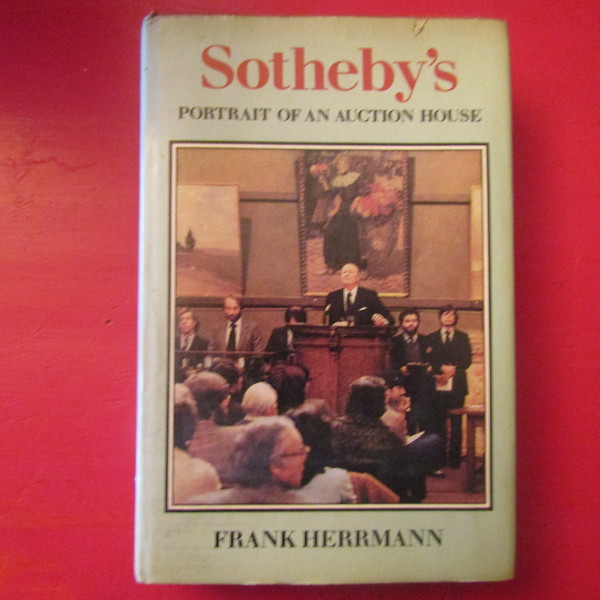 Sotheby's
PORTRAIT OF AN AUCTION HOUSE
FRANK HERRMANN